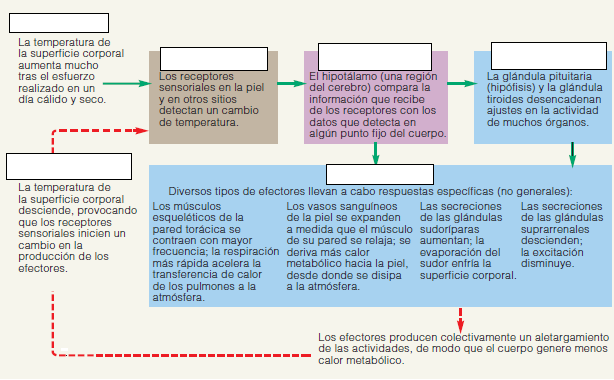 La temperatura de
la superficie corporal
aumenta mucho
tras el esfuerzo
realizado en un
día cálido y seco.
Los receptores
sensoriales en la piel
y en otros sitios
detectan un cambio
de temperatura.
El hipotálamo (una región
del cerebro) compara la
información que recibe
de los receptores con los
datos que detecta en
algún punto fijo del cuerpo.
La glándula pituitaria
(hipófisis) y la glándula
tiroides desencadenan
ajustes en la actividad
de muchos órganos.
La temperatura de
la superficie corporal
desciende, provocando
que los receptores
sensoriales inicien un
cambio en la
producción de los
efectores.
Diversos tipos de efectores llevan a cabo respuestas específicas (no generales):
Los músculos
esqueléticos de la
pared torácica se
contraen con mayor
frecuencia; la respiración
más rápida acelera la
transferencia de calor
de los pulmones a la
atmósfera.
Los vasos sanguíneos
de la piel se expanden
a medida que el músculo
de su pared se relaja; se
deriva más calor
metabólico hacia la piel,
desde donde se disipa
a la atmósfera.
Las secreciones
de las glándulas
sudoríparas
aumentan; la
evaporación del
sudor enfría la
superficie corporal.
Las secreciones
de las glándulas
suprarrenales
descienden;
la excitación
disminuye.
Los efectores producen colectivamente un aletargamiento
de las actividades, de modo que el cuerpo genere menos
calor metabólico.